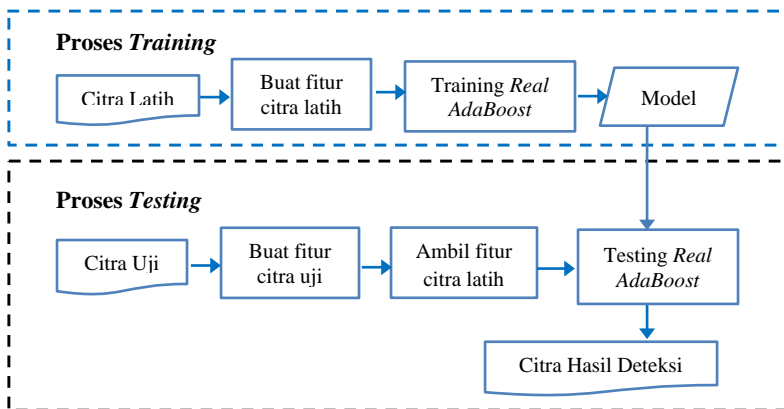 Proses Training
Citra Latih
Buat fitur
citra latih
Training Real
AdaBoost
Model
Proses Testing
Citra Uji
Buat fitur
citra uji
Ambil fitur
citra latih
Testing Real
AdaBoost
Citra Hasil Deteksi